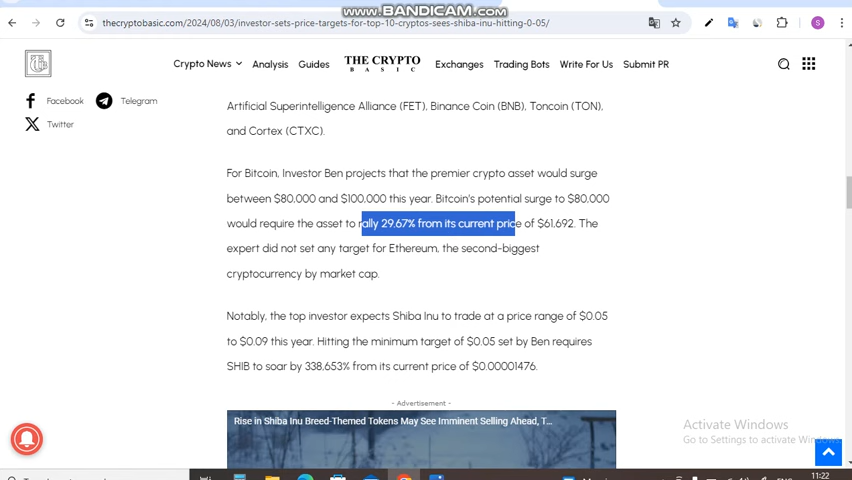 WWW.BANDICAM.COM
thecryptobasic.com/2024/08/03/investor-sets-price-targets-for-top-10-cryptos-sees-shiba-inu-hitting-0-05/
S
Crypto News Analysis Guides THE CRYPTO BASIC Exchanges Trading Bots Write For Us Submit PR
Facebook Telegram
Twitter
Artificial Superintelligence Alliance (FET), Binance Coin (BNB), Toncoin (TON),
and Cortex (CTXC).
For Bitcoin, Investor Ben projects that the premier crypto asset would surge
between $80,000 and $100,000 this year. Bitcoin's potential surge to $80,000
would require the asset to rally 29.67% from its current price of $61,692. The
expert did not set any target for Ethereum, the second-biggest
cryptocurrency by market cap.
Notably, the top investor expects Shiba Inu to trade at a price range of $0.05
to $0.09 this year. Hitting the minimum target of $0.05 set by Ben requires
SHIB to soar by 338,653% from its current price of $0.00001476.
- Advertisement -
Rise in Shiba Inu Breed-Themed Tokens May See Imminent Selling Ahead, T...
Activate Windows
Go to Settings to activate Windows.
11:22